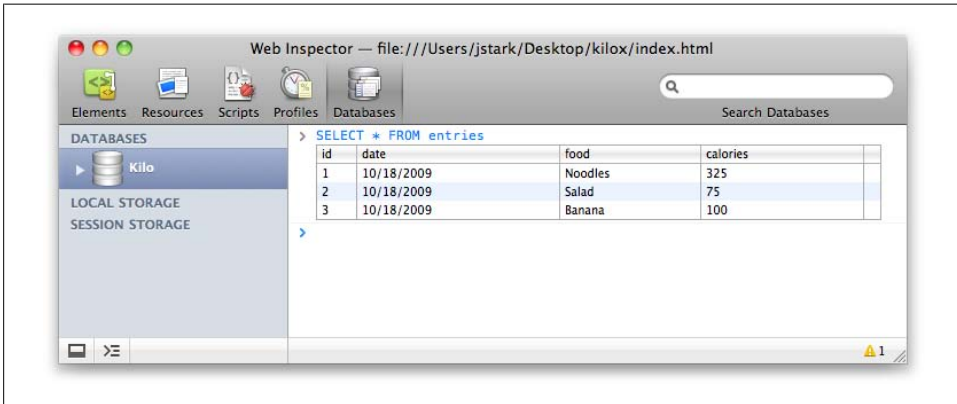 Web Inspector — file:///Users/jstark/Desktop/kilox/index.html
Elements Resources Scripts Profiles Databases Search Databases
DATABASES
Kilo
LOCAL STORAGE
SESSION STORAGE
> SELECT * FROM entries
id date food calories
1 10/18/2009 Noodles 325
2 10/18/2009 Salad 75
3 10/18/2009 Banana 100
>
1